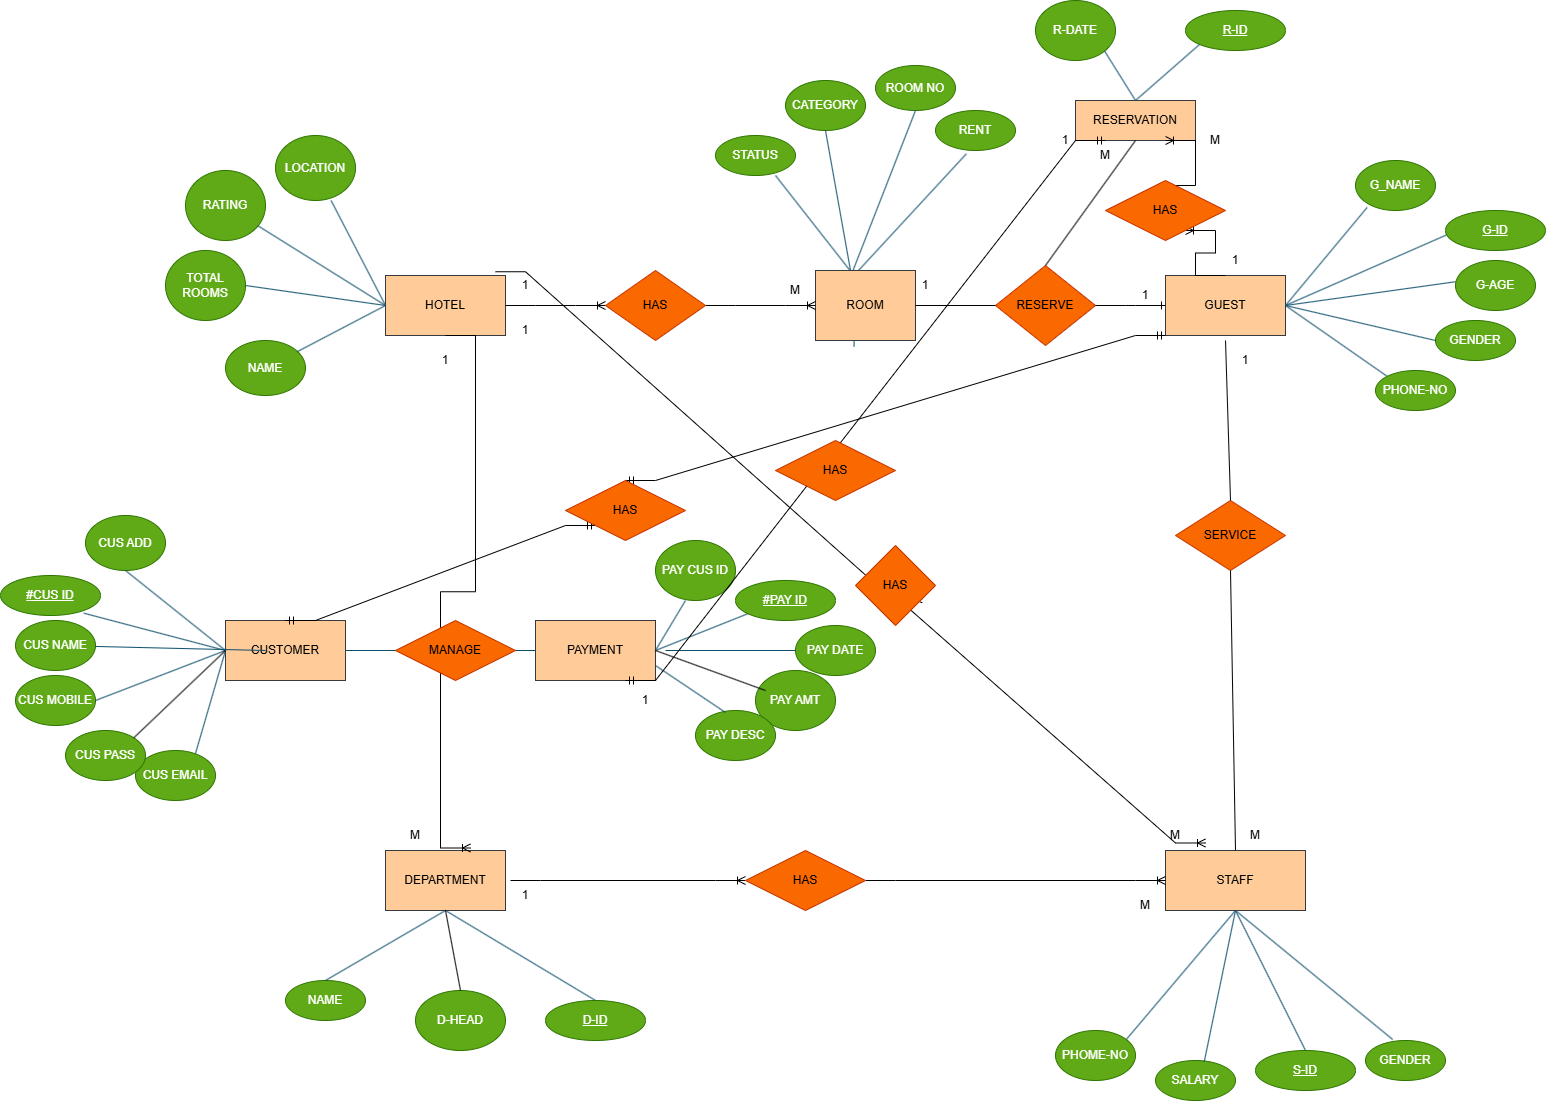 R-DATE
R-ID
CATEGORY
ROOM NO
RENT
STATUS
RESERVATION
1
M
M
LOCATION
RATING
TOTAL
ROOMS
NAME
G_NAME
G-ID
G-AGE
GENDER
PHONE-NO
HAS
1
HOTEL
1
1
1
HAS
M
ROOM
1
RESERVE
1
GUEST
1
HAS
HAS
SERVICE
HAS
CUS ADD
#CUS ID
CUS NAME
CUS MOBILE
CUS PASS
CUS EMAIL
CUSTOMER
MANAGE
PAYMENT
1
PAY CUS ID
#PAY ID
PAY DATE
PAY AMT
PAY DESC
M
M
M
DEPARTMENT
1
HAS
M
STAFF
NAME
D-HEAD
D-ID
PHOME-NO
SALARY
S-ID
GENDER